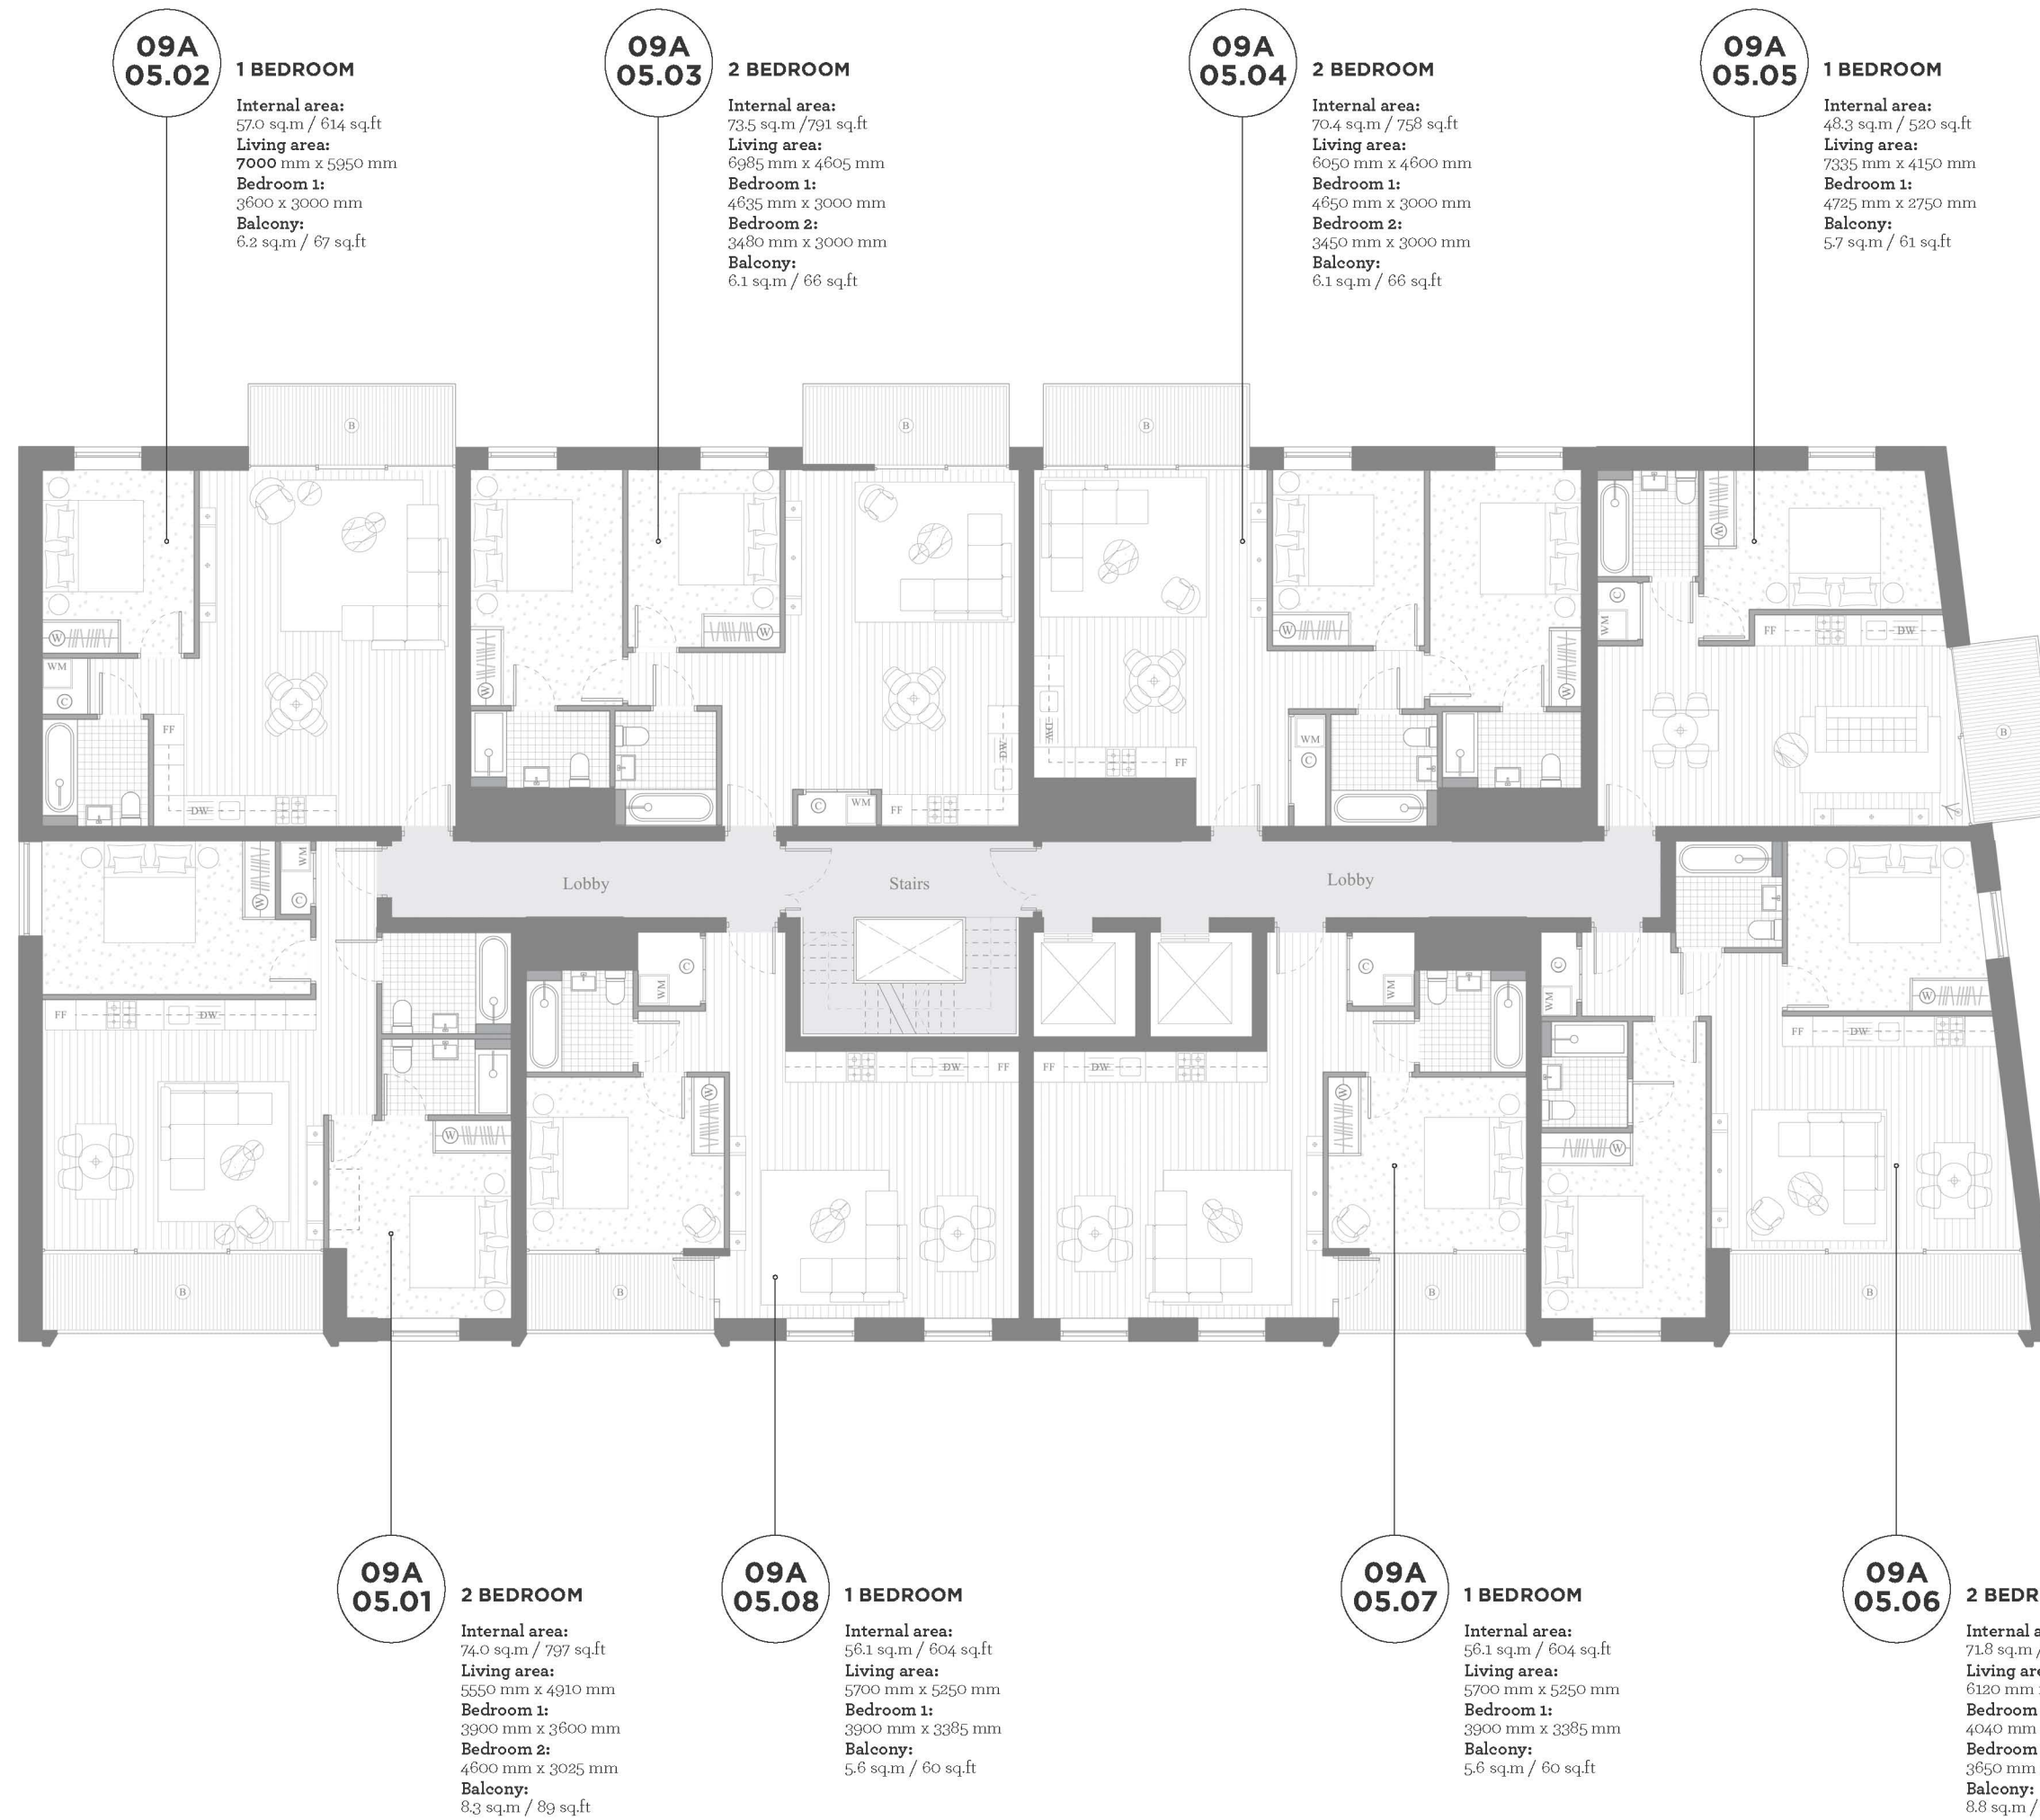 09A
05.02
1 BEDROOM
Internal area:
57.0 sq.m / 614 sq.ft
Living area:
7000 mm x 5950 mm
Bedroom 1:
3600 x 3000 mm
Balcony:
6.2 sq.m / 67 sq.ft
09A
05.03
2 BEDROOM
Internal area:
73.5 sq.m /791 sq.ft
Living area:
6985 mm x 4605 mm
Bedroom 1:
4635 mm x 3000 mm
Bedroom 2:
3480 mm x 3000 mm
Balcony:
6.1 sq.m / 66 sq.ft
09A
05.04
2 BEDROOM
Internal area:
70.4 sq.m / 758 sq.ft
Living area:
6050 mm x 4600 mm
Bedroom 1:
4650 mm x 3000 mm
Bedroom 2:
3450 mm x 3000 mm
Balcony:
6.1 sq.m / 66 sq.ft
09A
05.05
1 BEDROOM
Internal area:
48.3 sq.m / 520 sq.ft
Living area:
7335 mm x 4150 mm
Bedroom 1:
4725 mm x 2750 mm
Balcony:
5.7 sq.m / 61 sq.ft
B
B
B
W
WM
C
FF
DW
W
W
C
WM
FF
DW
DW
FF
W
WM
C
W
W
C
WM
FF
DW
B
Lobby
Stairs
Lobby
W
WM
C
FF
DW
W
B
C
WM
W
DW
FF
B
FF
DW
C
WM
W
B
C
WM
W
W
FF
DW
B
09A
05.01
2 BEDROOM
Internal area:
74.0 sq.m / 797 sq.ft
Living area:
5550 mm x 4910 mm
Bedroom 1:
3900 mm x 3600 mm
Bedroom 2:
4600 mm x 3025 mm
Balcony:
8.3 sq.m / 89 sq.ft
09A
05.08
1 BEDROOM
Internal area:
56.1 sq.m / 604 sq.ft
Living area:
5700 mm x 5250 mm
Bedroom 1:
3900 mm x 3385 mm
Balcony:
5.6 sq.m / 60 sq.ft
09A
05.07
1 BEDROOM
Internal area:
56.1 sq.m / 604 sq.ft
Living area:
5700 mm x 5250 mm
Bedroom 1:
3900 mm x 3385 mm
Balcony:
5.6 sq.m / 60 sq.ft
09A
05.06
2 BEDR
Internal a
71.8 sq.m /
Living are
6120 mm
Bedroom
4040 mm
Bedroom
3650 mm
Balcony:
8.8 sq.m /